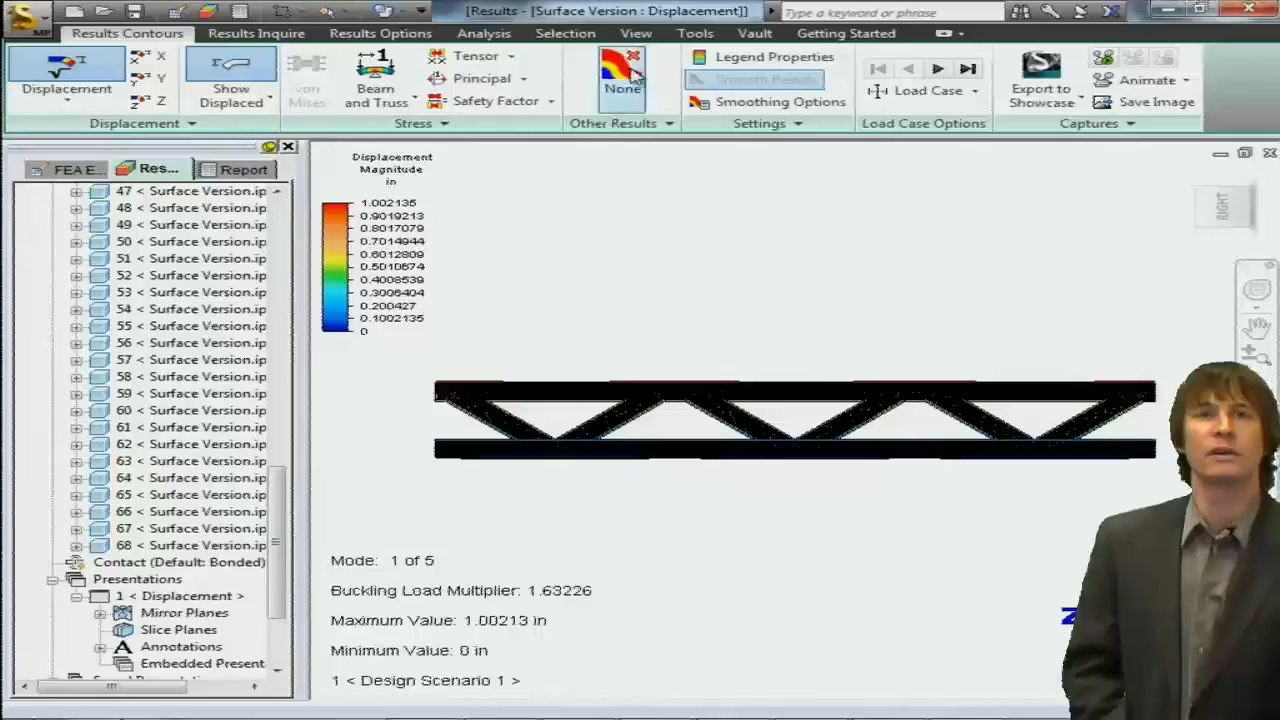 MP
[Results - [Surface Version : Displacement]]
Type a keyword or phrase
Results Contours Results Inquire Results Options Analysis Selection View Tools Vault Getting Started
Displacement
X
Y
Z
Show Displaced
von Mises
Beam and Truss
Tensor
Principal
Safety Factor
None
Legend Properties
Smooth Results
Smoothing Options
Load Case
Export to Showcase
Animate
Save Image
Displacement Stress Other Results Settings Load Case Options Captures
FEA E... Res... Report
47 < Surface Version.ip
48 < Surface Version.ip
49 < Surface Version.ip
50 < Surface Version.ip
51 < Surface Version.ip
52 < Surface Version.ip
53 < Surface Version.ip
54 < Surface Version.ip
55 < Surface Version.ip
56 < Surface Version.ip
57 < Surface Version.ip
58 < Surface Version.ip
59 < Surface Version.ip
60 < Surface Version.ip
61 < Surface Version.ip
62 < Surface Version.ip
63 < Surface Version.ip
64 < Surface Version.ip
65 < Surface Version.ip
66 < Surface Version.ip
67 < Surface Version.ip
68 < Surface Version.ip
Contact (Default: Bonded)
Presentations
1 < Displacement >
Mirror Planes
Slice Planes
Annotations
Embedded Present
Displacement
Magnitude
in
1.002135
0.9019213
0.8017079
0.7014944
0.6012809
0.5010674
0.4008539
0.3006404
0.200427
0.1002135
0
RIGHT
Mode: 1 of 5
Buckling Load Multiplier: 1.63226
Maximum Value: 1.00213 in
Minimum Value: 0 in
1 < Design Scenario 1 >
Z